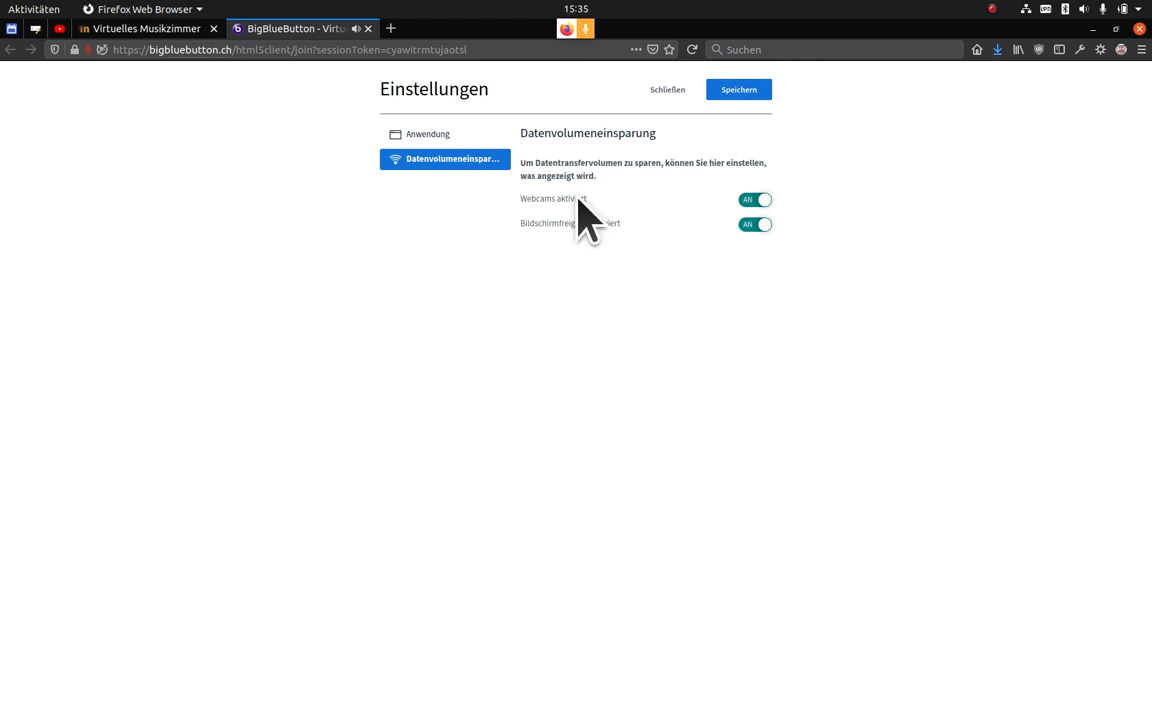 Aktivitäten
Firefox Web Browser
15:35
Virtuelles Musikzimmer
BigBlueButton - Virtu
https://bigbluebutton.ch/html5client/join?sessionToken=cyawitrmtujaotsl
Suchen
Einstellungen
Schließen
Speichern
Anwendung
Datenvolumeneinspar...
Datenvolumeneinsparung
Um Datentransfervolumen zu sparen, können Sie hier einstellen,
was angezeigt wird.
Webcams aktiviert
AN
AN